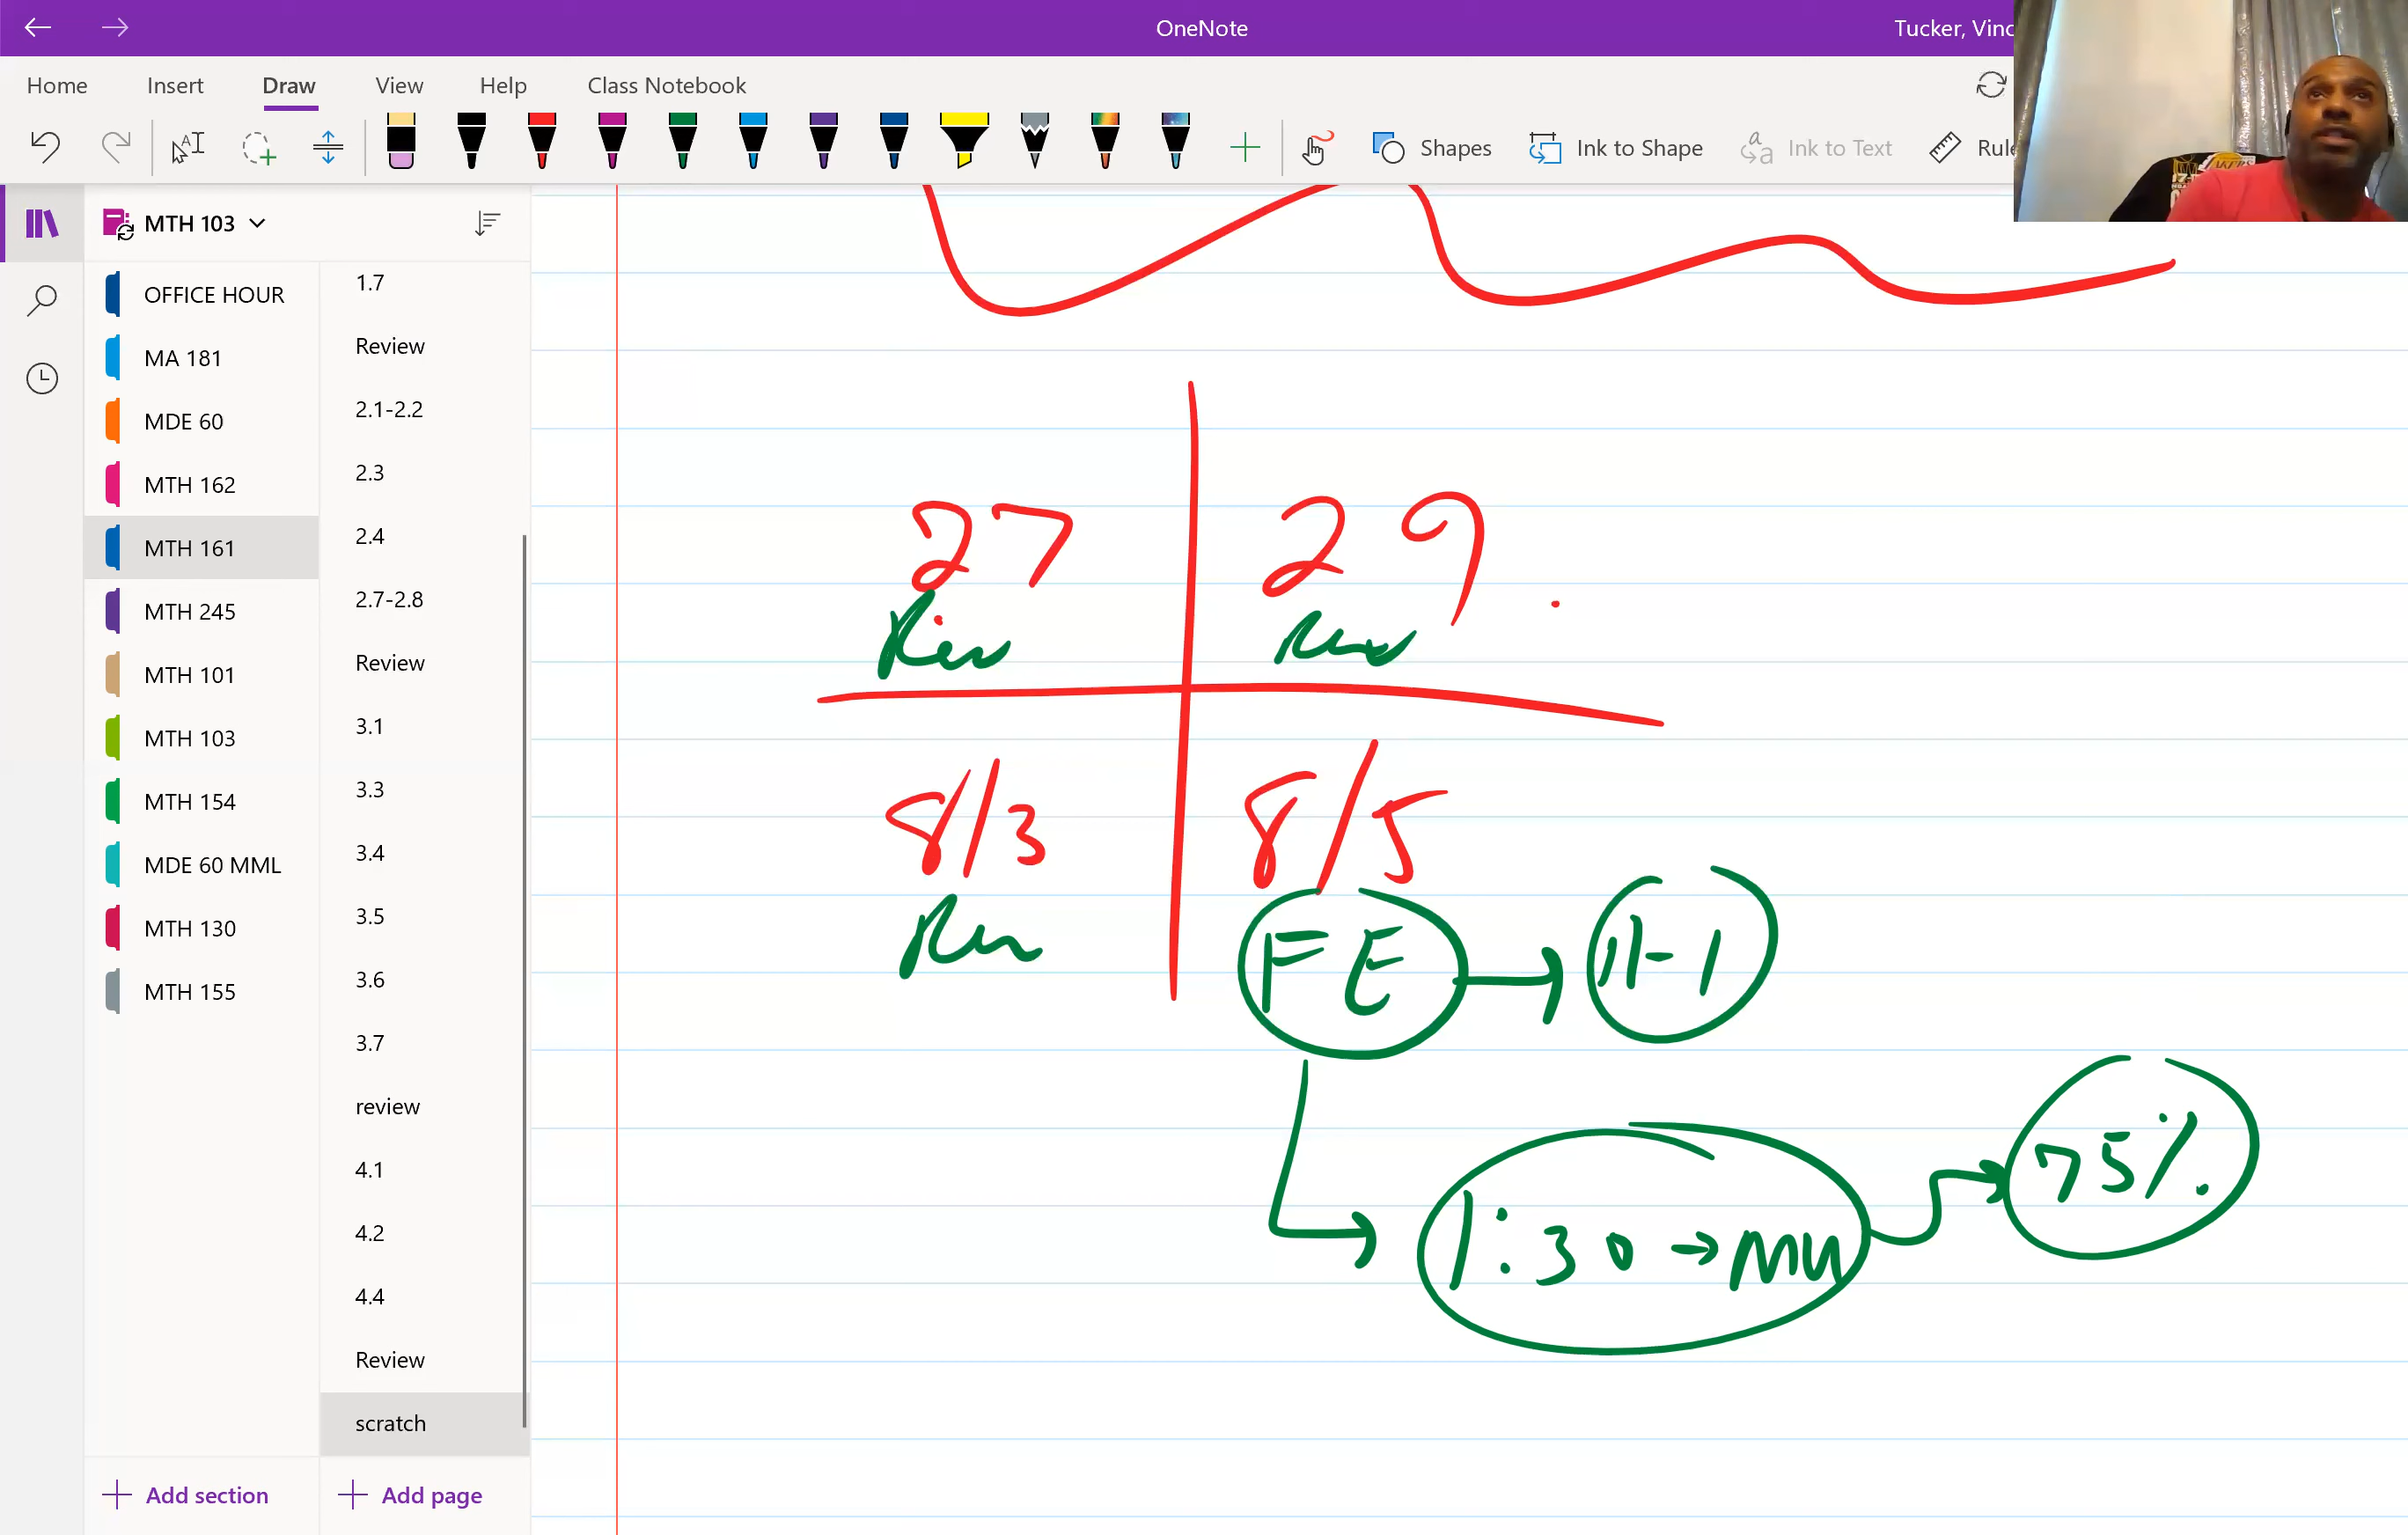 OneNote
Tucker, Vinc
Home Insert Draw View Help Class Notebook
Shapes Ink to Shape Ink to Text Rule
MTH 103
OFFICE HOUR
MA 181
MDE 60
MTH 162
MTH 161
MTH 245
MTH 101
MTH 103
MTH 154
MDE 60 MML
MTH 130
MTH 155
Add section
1.7
Review
2.1-2.2
2.3
2.4
2.7-2.8
Review
3.1
3.3
3.4
3.5
3.6
3.7
review
4.1
4.2
4.4
Review
scratch
Add page
27 29
8/3 8/5
FE 11-1
75%
1:30 →